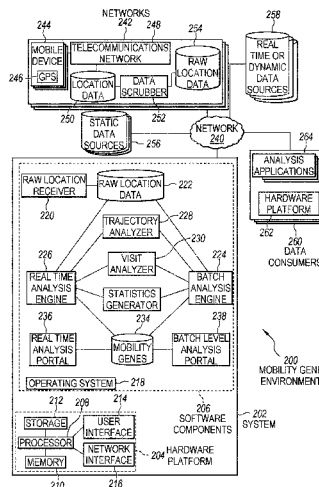 NETWORKS
242
244
248
254
258
MOBILE DEVICE
GPS
246
TELECOMMUNICATIONS NETWORK
LOCATION DATA
250
DATA SCRUBBER
252
RAW LOCATION DATA
REAL TIME OR DYNAMIC DATA SOURCES
STATIC DATA SOURCES
256
NETWORK
240
264
ANALYSIS APPLICATIONS
HARDWARE PLATFORM
262
260
DATA CONSUMERS
RAW LOCATION RECEIVER
220
RAW LOCATION DATA
222
TRAJECTORY ANALYZER
228
230
226
VISIT ANALYZER
224
REAL TIME ANALYSIS ENGINE
STATISTICS GENERATOR
BATCH ANALYSIS ENGINE
236
234
238
REAL TIME ANALYSIS PORTAL
MOBILITY GENES
BATCH LEVEL ANALYSIS PORTAL
200
MOBILITY GENE ENVIRONMENT
OPERATING SYSTEM
218
206
SOFTWARE COMPONENTS
202
SYSTEM
212
208
214
STORAGE
PROCESSOR
MEMORY
210
USER INTERFACE
NETWORK INTERFACE
216
204
HARDWARE PLATFORM